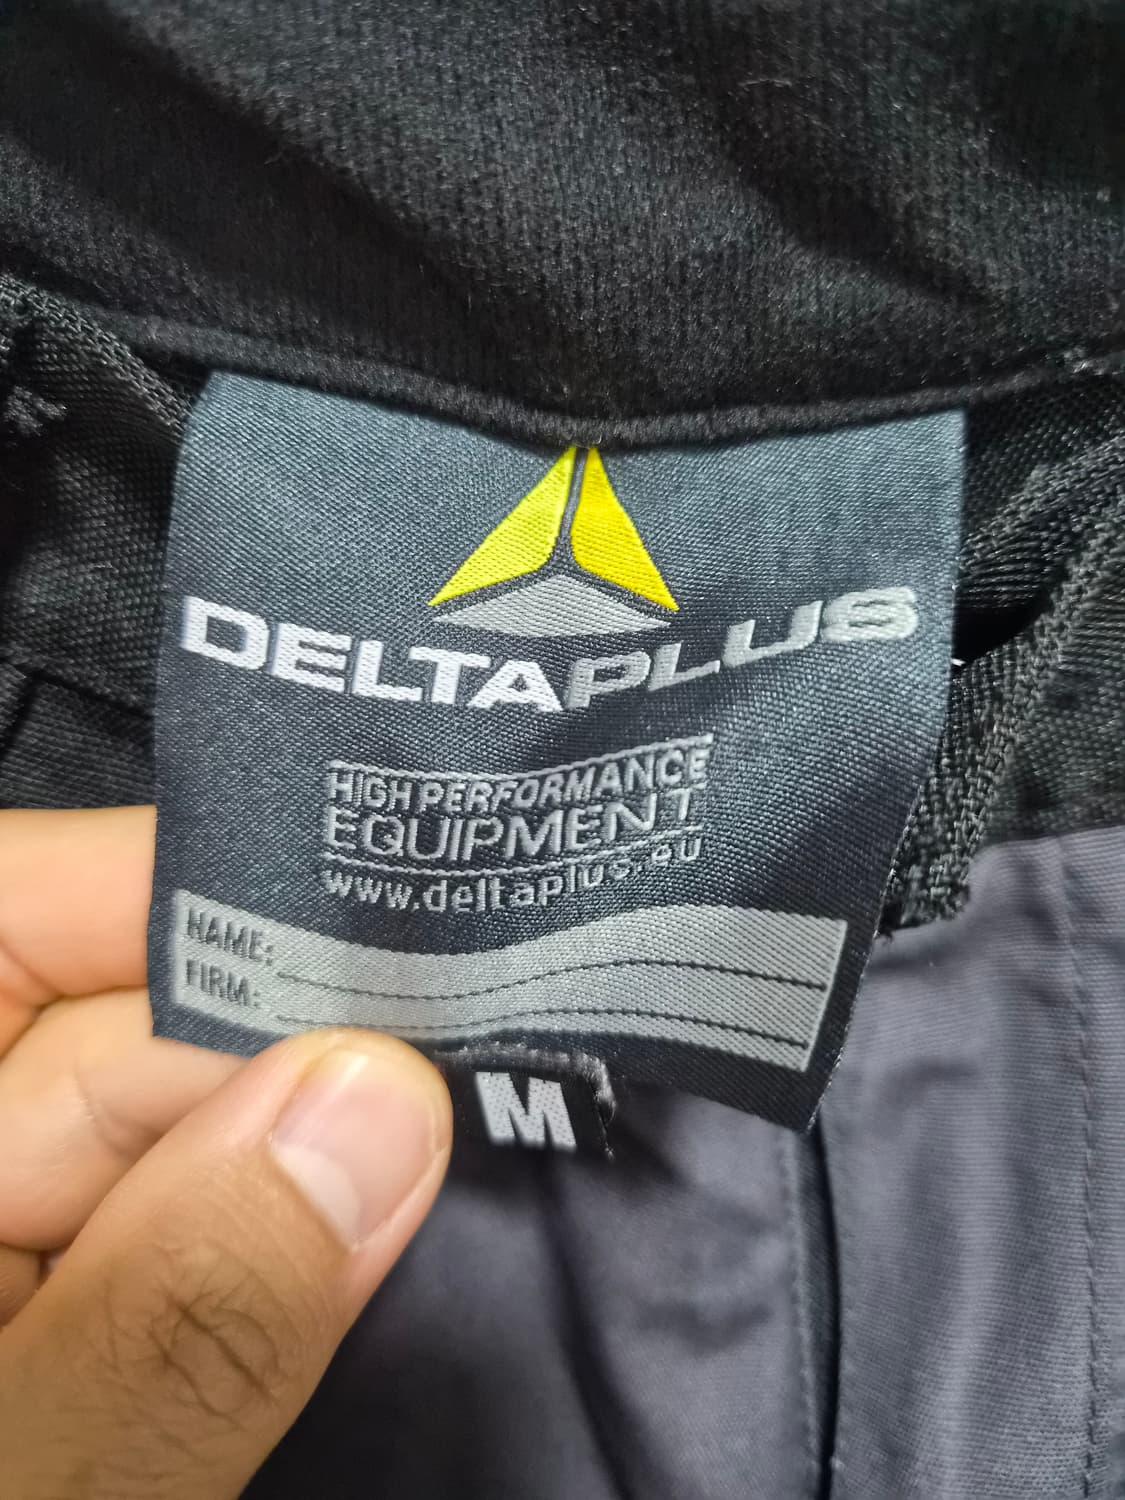 DELTAPLUS
HIGH PERFORMANCE
EQUIPMENT
www.deltaplus.eu
NAME:
FIRM:
M